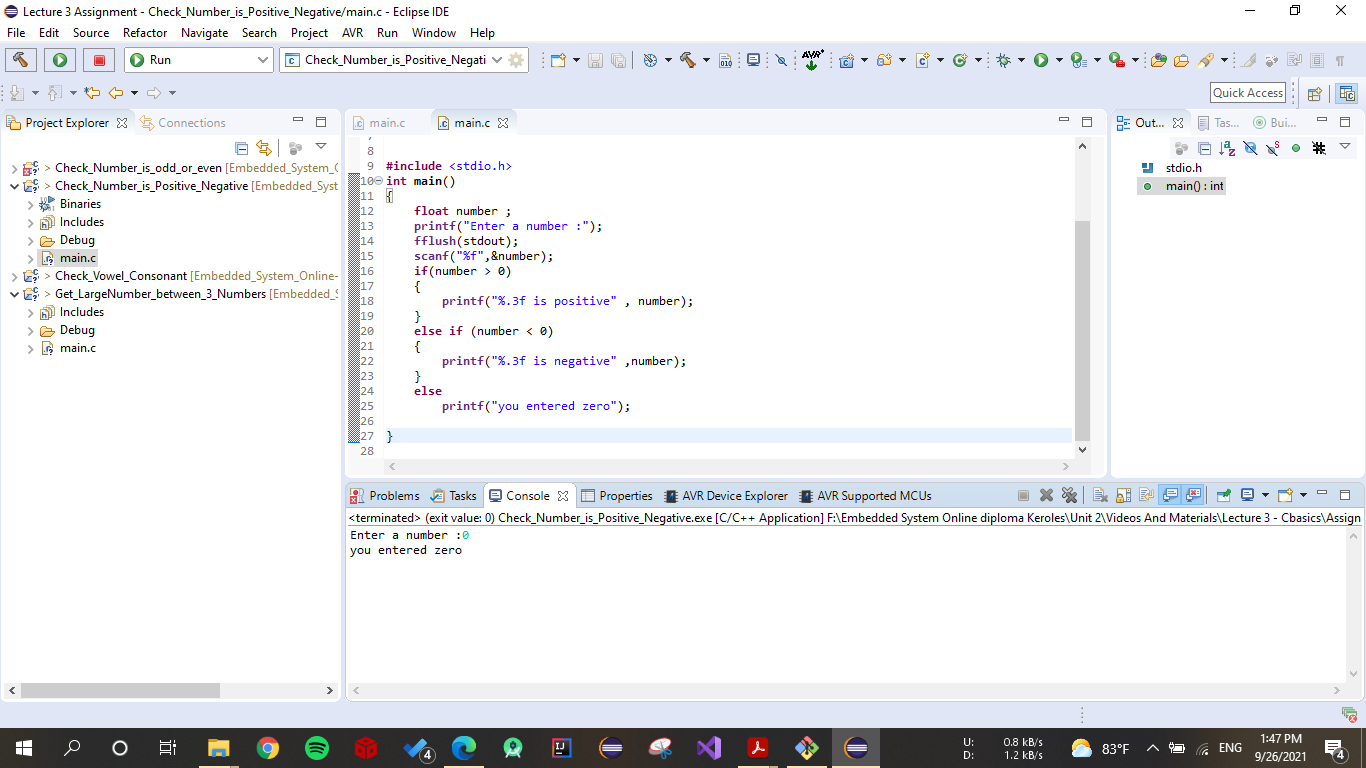 Lecture 3 Assignment - Check_Number_is_Positive_Negative/main.c - Eclipse IDE
File Edit Source Refactor Navigate Search Project AVR Run Window Help
Run Check_Number_is_Positive_Negati
Quick Access
Project Explorer Connections
Check_Number_is_odd_or_even [Embedded_System_
> Check_Number_is_Positive_Negative [Embedded_Syst
Binaries
Includes
Debug
main.c
> Check_Vowel_Consonant [Embedded_System_Online-
> Get_LargeNumber_between_3_Numbers [Embedded_S
Includes
Debug
main.c
main.c main.c
8
9 #include <stdio.h>
10 int main()
11 {
12 float number ;
13 printf("Enter a number :");
14 fflush(stdout);
15 scanf("%f",&number);
16 if(number > 0)
17 {
18 printf("%.3f is positive" , number);
19 }
20 else if (number < 0)
21 {
22 printf("%.3f is negative" ,number);
23 }
24 else
25 printf("you entered zero");
26
27 }
28
Out... Tas... Bui...
stdio.h
main() : int
Problems Tasks Console Properties AVR Device Explorer AVR Supported MCUs
<terminated> (exit value: 0) Check_Number_is_Positive_Negative.exe [C/C++ Application] F:\Embedded System Online diploma Keroles\Unit 2\Videos And Materials\Lecture 3 - Cbasics\Assign
Enter a number :0
you entered zero
4
U: 0.8 kB/s
D: 1.2 kB/s
83°F
ENG
1:47 PM
9/26/2021
4